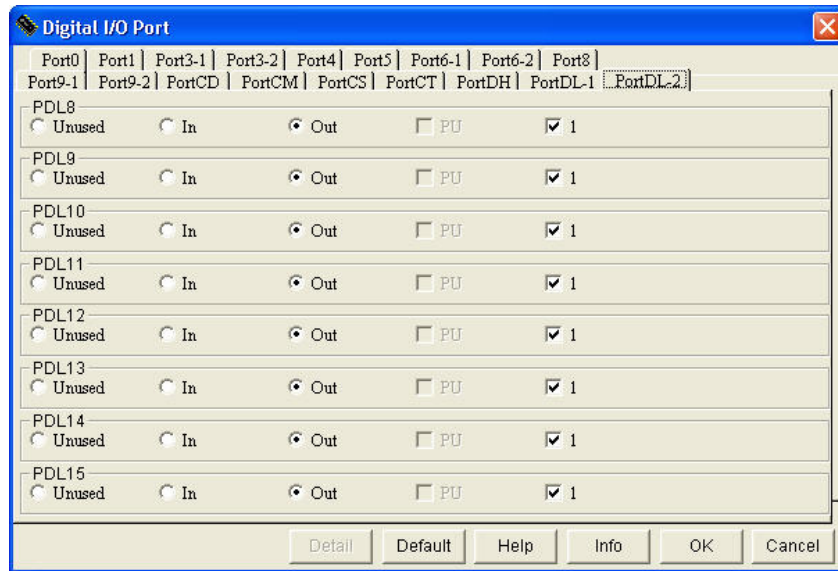 Digital I/O Port
Port0 Port1 Port3-1 Port3-2 Port4 Port5 Port6-1 Port6-2 Port8
Port9-1 Port9-2 PortCD PortCM PortCS PortCT PortDH PortDL-1 PortDL-2
PDL8
Unused In Out PU 1
PDL9
Unused In Out PU 1
PDL10
Unused In Out PU 1
PDL11
Unused In Out PU 1
PDL12
Unused In Out PU 1
PDL13
Unused In Out PU 1
PDL14
Unused In Out PU 1
PDL15
Unused In Out PU 1
Detail Default Help Info OK Cancel